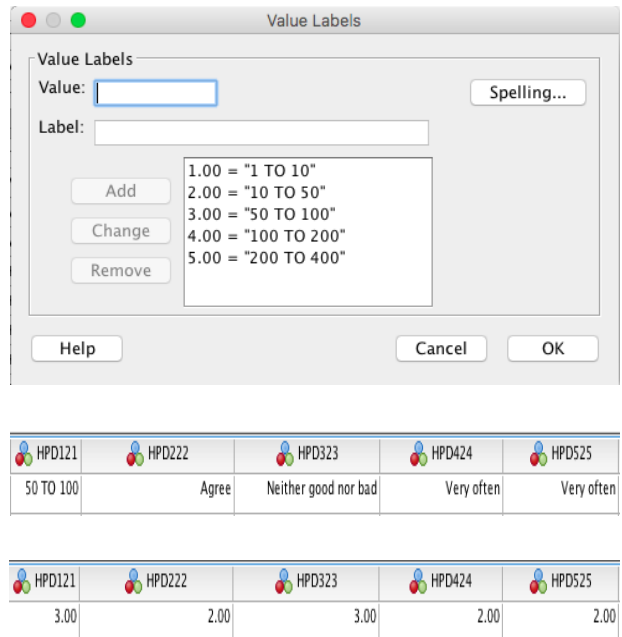 Value Labels
Value Labels
Value:
Spelling...
Label:
1.00 = "1 TO 10"
Add
2.00 = "10 TO 50"
3.00 = "50 TO 100"
Change
4.00 = "100 TO 200"
5.00 = "200 TO 400"
Remove
Help Cancel OK
HPD121 HPD222 HPD323 HPD424 HPD525
50 TO 100 Agree Neither good nor bad Very often Very often
HPD121 HPD222 HPD323 HPD424 HPD525
3.00 2.00 3.00 2.00 2.00